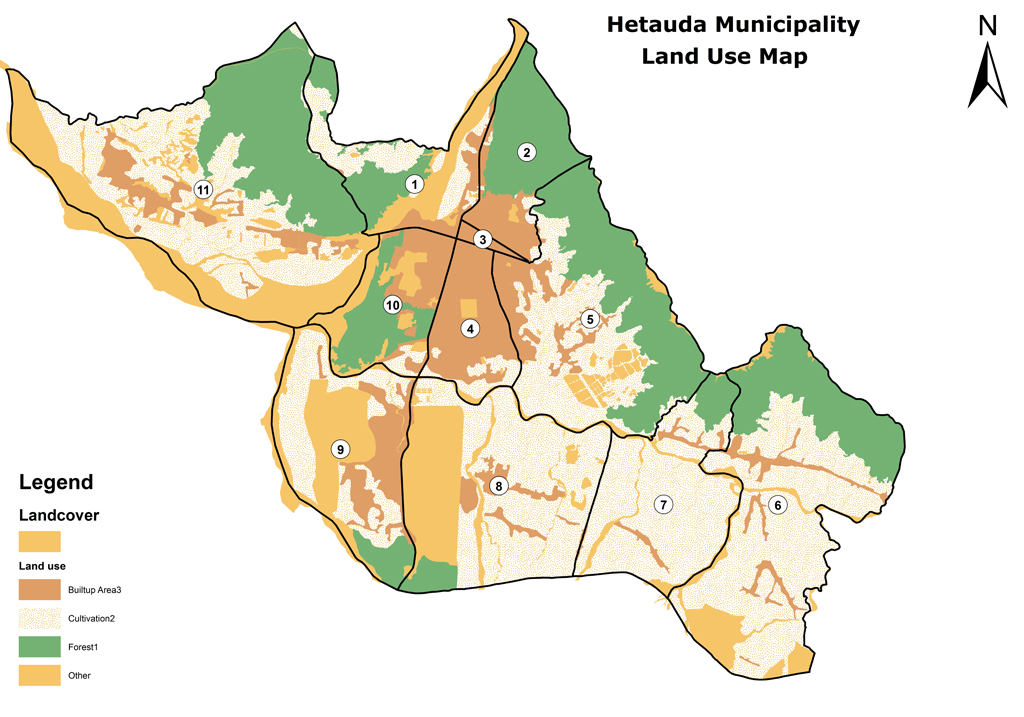 Hetauda Municipality
Land Use Map
N
2
11
1
3
10
5
4
9
8
7
6
Legend
Landcover
Land use
Builtup Area3
Cultivation2
Forest1
Other